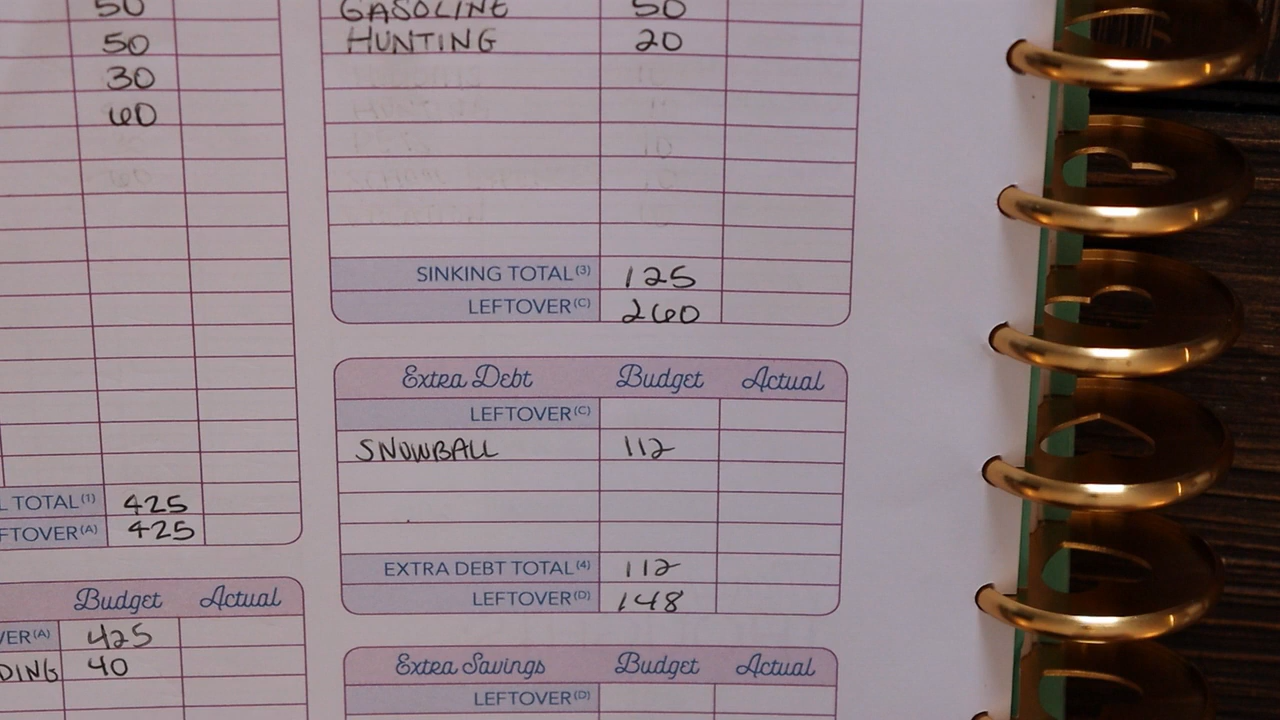 50
50
30
60
L TOTAL(1) 425
FTOVER(A) 425
Budget Actual
VER(A) 425
DING 40
GASOLINE 50
HUNTING 20
SINKING TOTAL(3) 125
LEFTOVER(C) 260
Extra Debt Budget Actual
LEFTOVER(C)
SNOWBALL 112
EXTRA DEBT TOTAL(4) 112
LEFTOVER(D) 148
Extra Savings Budget Actual
LEFTOVER(D)